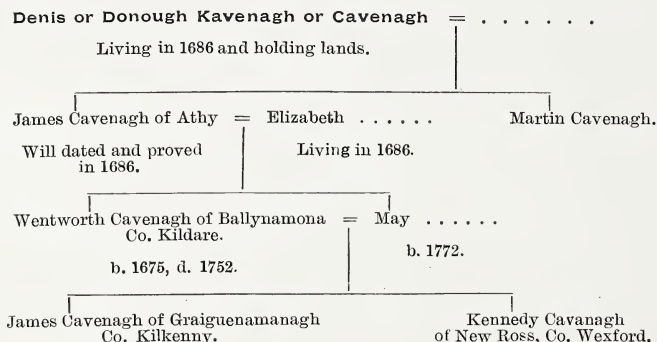 Denis or Donough Kavenagh or Cavenagh = . . . . . .
Living in 1686 and holding lands.
James Cavenagh of Athy = Elizabeth . . . . . . Martin Cavenagh.
Will dated and proved Living in 1686.
in 1686.
Wentworth Cavenagh of Ballynamona = May . . . . . .
Co. Kildare.
b. 1772.
b. 1675, d. 1752.
James Cavenagh of Graiguenamanagh Kennedy Cavanagh
Co. Kilkenny. of New Ross, Co. Wexford.